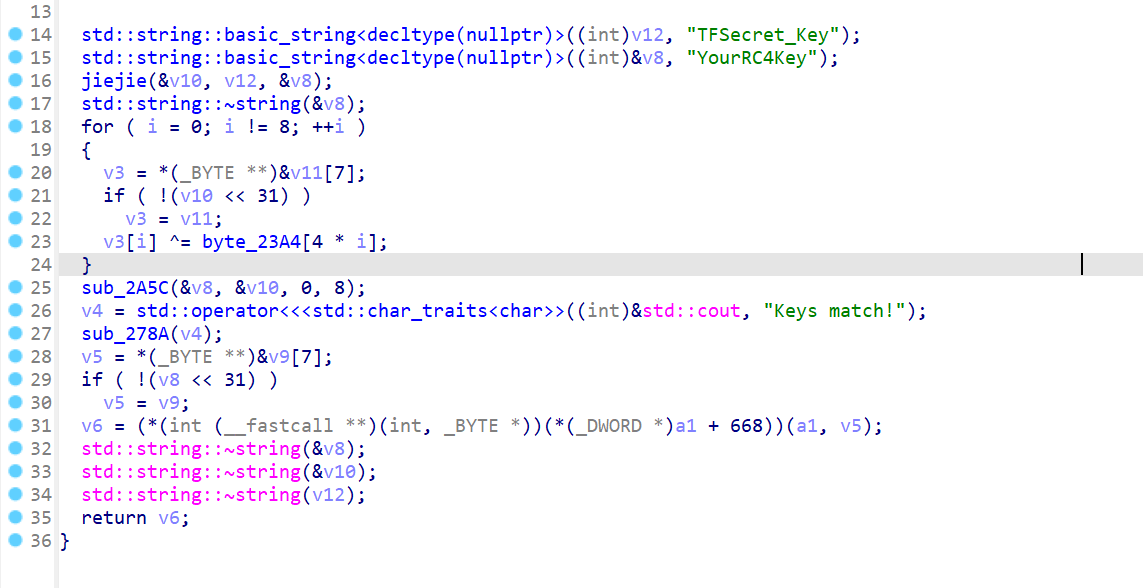 13
14 std::string::basic_string<decltype(nullptr)>((int)v12, "TFSecret_Key");
15 std::string::basic_string<decltype(nullptr)>((int)&v8, "YourRC4Key");
16 jiejie(&v10, v12, &v8);
17 std::string::~string(&v8);
18 for ( i = 0; i != 8; ++i )
19 {
20 v3 = *(_BYTE **)&v11[7];
21 if ( !(v10 << 31) )
22 v3 = v11;
23 v3[i] ^= byte_23A4[4 * i];
24 }
25 sub_2A5C(&v8, &v10, 0, 8);
26 v4 = std::operator<<<std::char_traits<char>>((int)&std::cout, "Keys match!");
27 sub_278A(v4);
28 v5 = *(_BYTE **)&v9[7];
29 if ( !(v8 << 31) )
30 v5 = v9;
31 v6 = (*(int (__fastcall **)(int, _BYTE *))(*(_DWORD *)a1 + 668))(a1, v5);
32 std::string::~string(&v8);
33 std::string::~string(&v10);
34 std::string::~string(v12);
35 return v6;
36 }